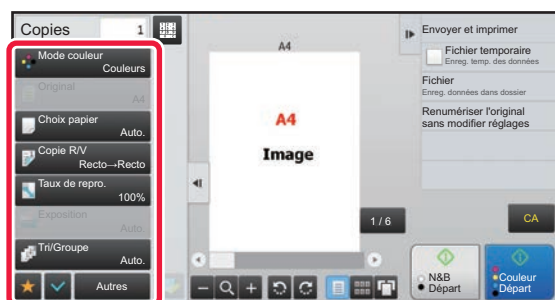 Copies 1
Mode couleur
Couleurs
Original
A4
Choix papier
Auto.
Copie R/V
Recto→Recto
Taux de repro.
100%
Exposition
Auto.
Tri/Groupe
Auto.
Autres
A4
A4
Image
1 / 6
Envoyer et imprimer
Fichier temporaire
Enreg. temp. des données
Fichier
Enreg. données dans dossier
Renumériser l'original
sans modifier réglages
CA
N&B
Départ
Couleur
Départ